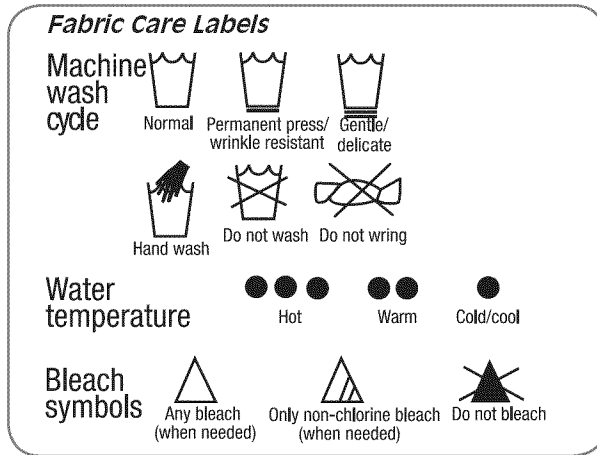 Fabric Care Labels
Machine
wash
cycle
Normal
Permanent press/
wrinkle resistant
Gentle/
delicate
Hand wash
Do not wash
Do not wring
Water
temperature
Hot
Warm
Cold/cool
Bleach
symbols
Any bleach
(when needed)
Only non-chlorine bleach
(when needed)
Do not bleach